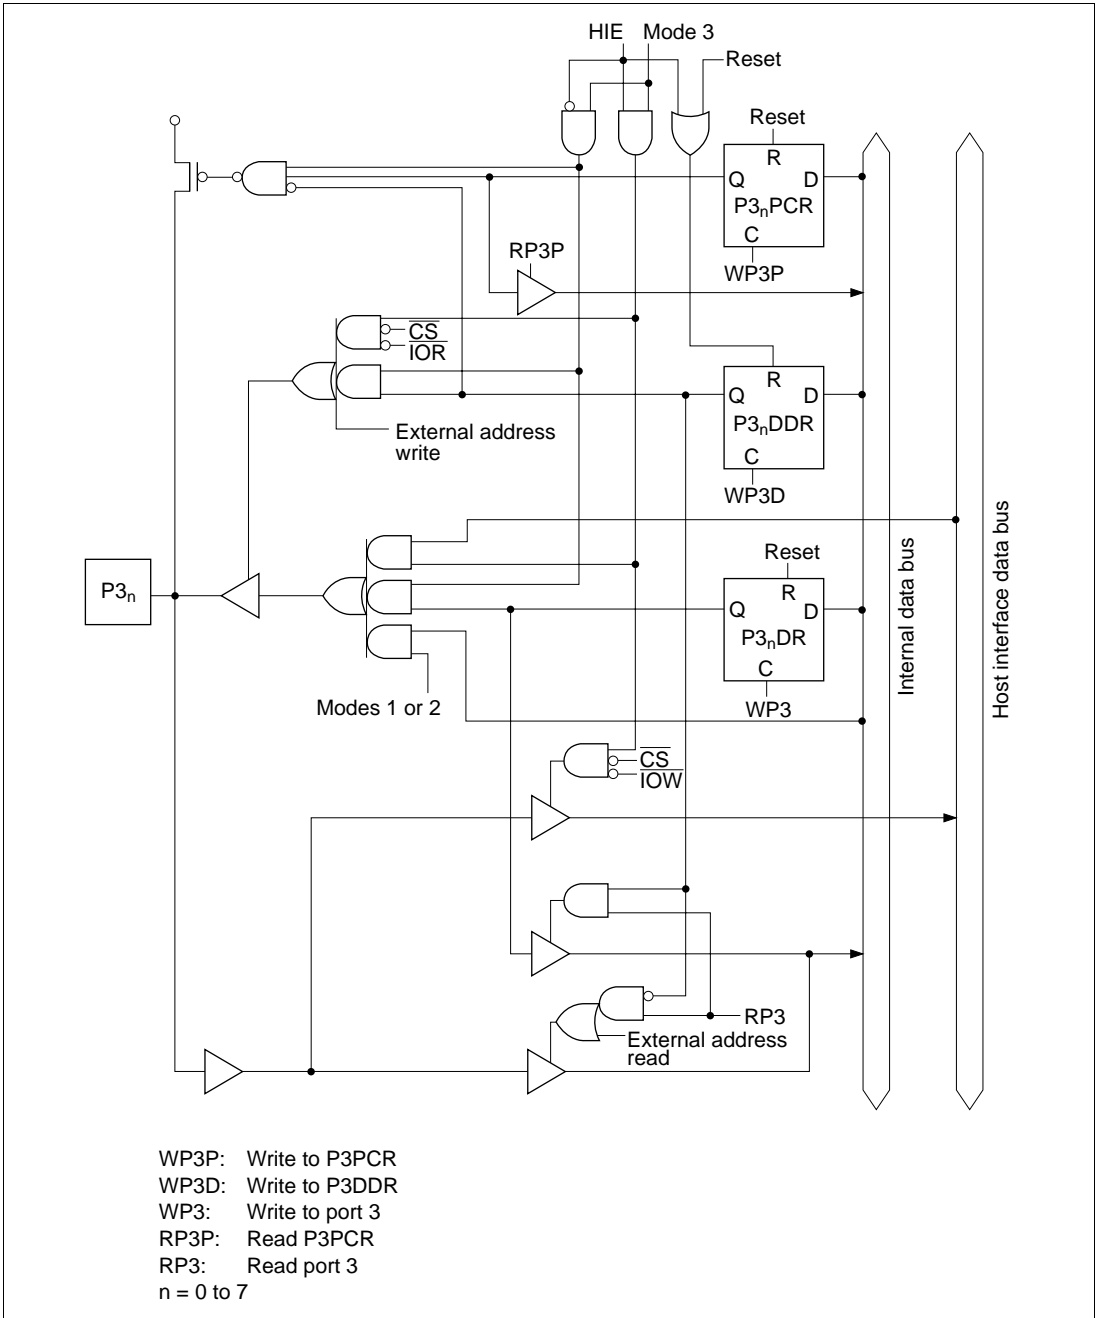 HIE Mode 3
Reset
Reset
R
Q D
P3nPCR
C
WP3P
RP3P
CS
IOR
R
Q D
P3nDDR
C
WP3D
External address
write
Reset
R
Q D
P3nDR
C
WP3
P3n
Modes 1 or 2
Internal data bus
Host interface data bus
CS
IOW
RP3
External address
read
WP3P: Write to P3PCR
WP3D: Write to P3DDR
WP3: Write to port 3
RP3P: Read P3PCR
RP3: Read port 3
n = 0 to 7